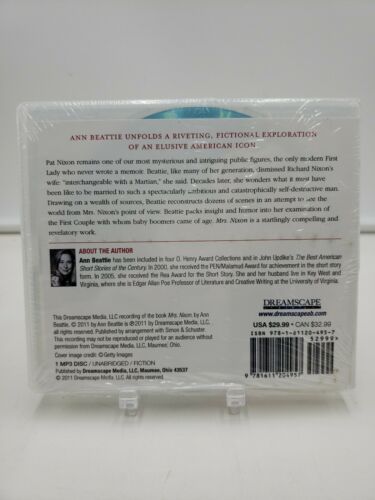 ANN BEATTIE UNFOLDS A RIVETING, FICTIONAL EXPLORATION
OF AN ELUSIVE AMERICAN ICON
Pat Nixon remains one of our most mysterious and intriguing public figures, the only modern First
Lady who never wrote a memoir. Beattie, like many of her generation, dismissed Richard Nixon's
wife: "interchangeable with a Martian," she said. Decades later, she wonders what it must have
been like to be married to such a spectacularly ambitious and catastrophically self-destructive man.
Drawing on a wealth of sources, Beattie reconstructs dozens of scenes in an attempt to see the
world from Mrs. Nixon's point of view. Beattie packs insight and humor into her examination of
the First Couple with whom baby boomers came of age. Mrs. Nixon is a startlingly compelling and
revelatory work.
ABOUT THE AUTHOR
Ann Beattie has been included in four O. Henry Award Collections and in John Updike's The Best American
Short Stories of the Century. In 2000, she received the PEN/Malamud Award for achievement in the short story
form. In 2005, she received the Rea Award for the Short Story. She and her husband live in Key West and
Virginia, where she is Edgar Allan Poe Professor of Literature and Creative Writing at the University of Virginia.
This Dreamscape Media, LLC recording of the book Mrs. Nixon, by Ann
Beattie, © 2011 by Ann Beattie is ℗ 2011 by Dreamscape Media, LLC,
all rights reserved. Published by arrangement with Simon & Schuster.
This recording may not be reproduced or played for an audience without
permission from Dreamscape Media, LLC, Maumee, Ohio.
Cover image credit: © Getty Images
1 MP3 DISC / UNABRIDGED / FICTION
Published by Dreamscape Media, LLC, Maumee, Ohio 43537
© 2011 Dreamscape Media, LLC. All rights reserved.
DREAMSCAPE
www.dreamscapeab.com
USA $29.99 • CAN $32.99
ISBN 978-1-61120-495-7
52999>
9 781611 204957